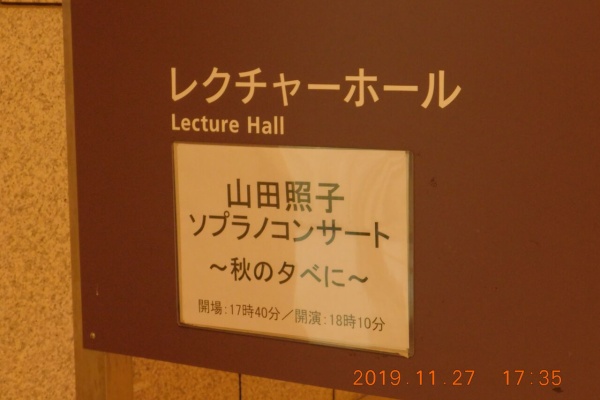 レクチャーホール
Lecture Hall
山田照子
ソプラノコンサート
～秋の夕べに～
開場:17時40分／開演:18時10分
2019.11.27 17:35